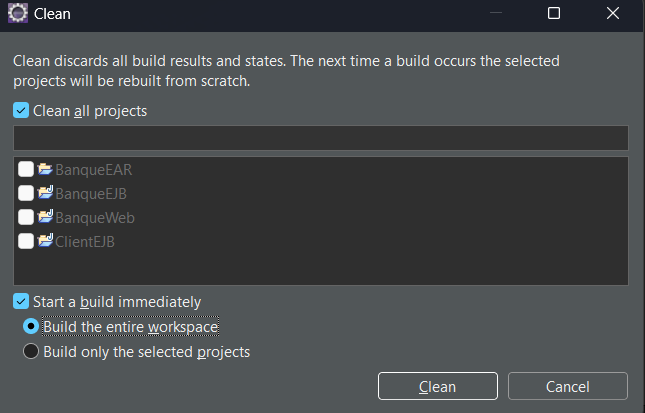 Clean
Clean discards all build results and states. The next time a build occurs the selected
projects will be rebuilt from scratch.
Clean all projects
BanqueEAR
BanqueEJB
BanqueWeb
ClientEJB
Start a build immediately
Build the entire workspace
Build only the selected projects
Clean
Cancel